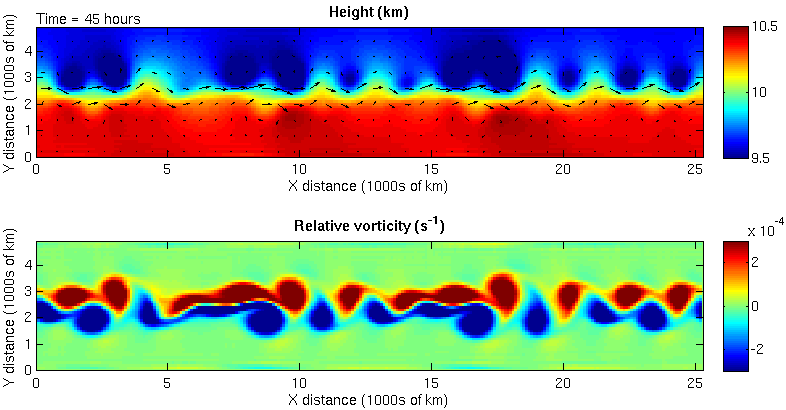 Height (km)
Time = 45 hours
10.5
10
9.5
Y distance (1000s of km)
4
3
2
1
0
0 5 10 15 20 25
X distance (1000s of km)
Relative vorticity (s⁻¹)
x 10⁻⁴
2
0
-2
Y distance (1000s of km)
4
3
2
1
0
0 5 10 15 20 25
X distance (1000s of km)